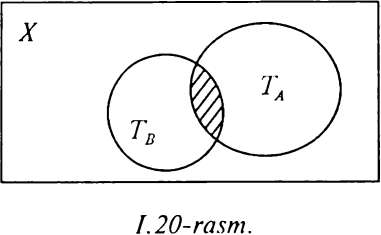 X
T_A
T_B
I.20-rasm.